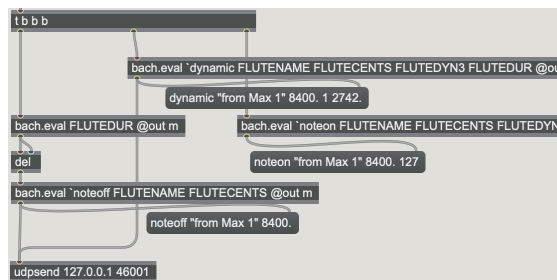 t b b b
bach.eval `dynamic FLUTENAME FLUTECENTS FLUTEDYN3 FLUTEDUR @ou
dynamic "from Max 1" 8400. 1 2742.
bach.eval FLUTEDUR @out m
bach.eval `noteon FLUTENAME FLUTECENTS FLUTEDYN
del
noteon "from Max 1" 8400. 127
bach.eval `noteoff FLUTENAME FLUTECENTS @out m
noteoff "from Max 1" 8400.
udpsend 127.0.0.1 46001